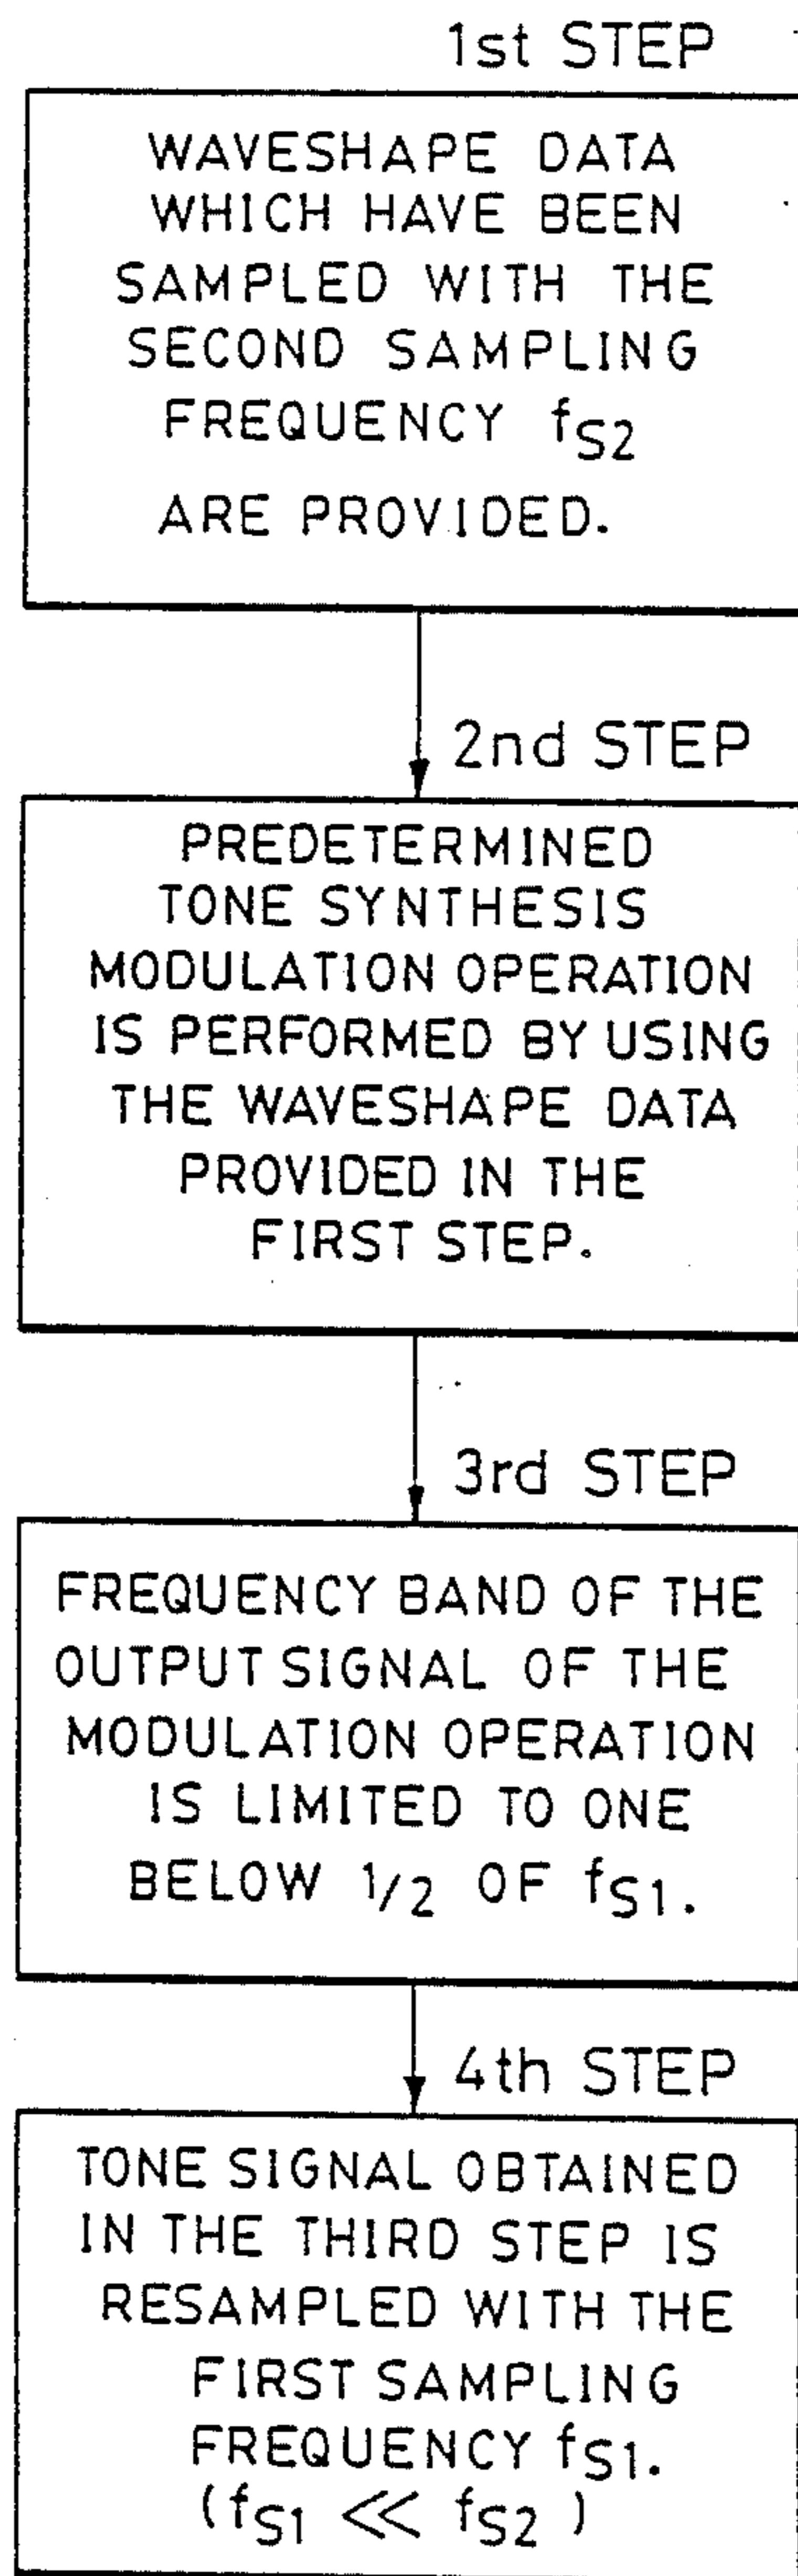 1st STEP
WAVESHAPE DATA
WHICH HAVE BEEN
SAMPLED WITH THE
SECOND SAMPLING
FREQUENCY fS2
ARE PROVIDED.
2nd STEP
PREDETERMINED
TONE SYNTHESIS
MODULATION OPERATION
IS PERFORMED BY USING
THE WAVESHAPE DATA
PROVIDED IN THE
FIRST STEP.
3rd STEP
FREQUENCY BAND OF THE
OUTPUT SIGNAL OF THE
MODULATION OPERATION
IS LIMITED TO ONE
BELOW 1/2 OF fS1.
4th STEP
TONE SIGNAL OBTAINED
IN THE THIRD STEP IS
RESAMPLED WITH THE
FIRST SAMPLING
FREQUENCY fS1.
(fS1 ≪ fS2)